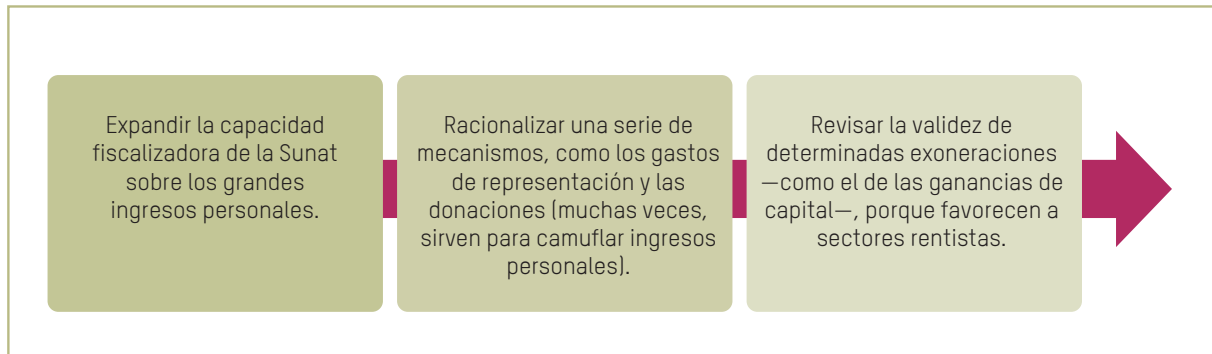 Expandir la capacidad
fiscalizadora de la Sunat
sobre los grandes
ingresos personales.
Racionalizar una serie de
mecanismos, como los gastos
de representación y las
donaciones (muchas veces,
sirven para camuflar ingresos
personales).
Revisar la validez de
determinadas exoneraciones
—como el de las ganancias de
capital—, porque favorecen a
sectores rentistas.